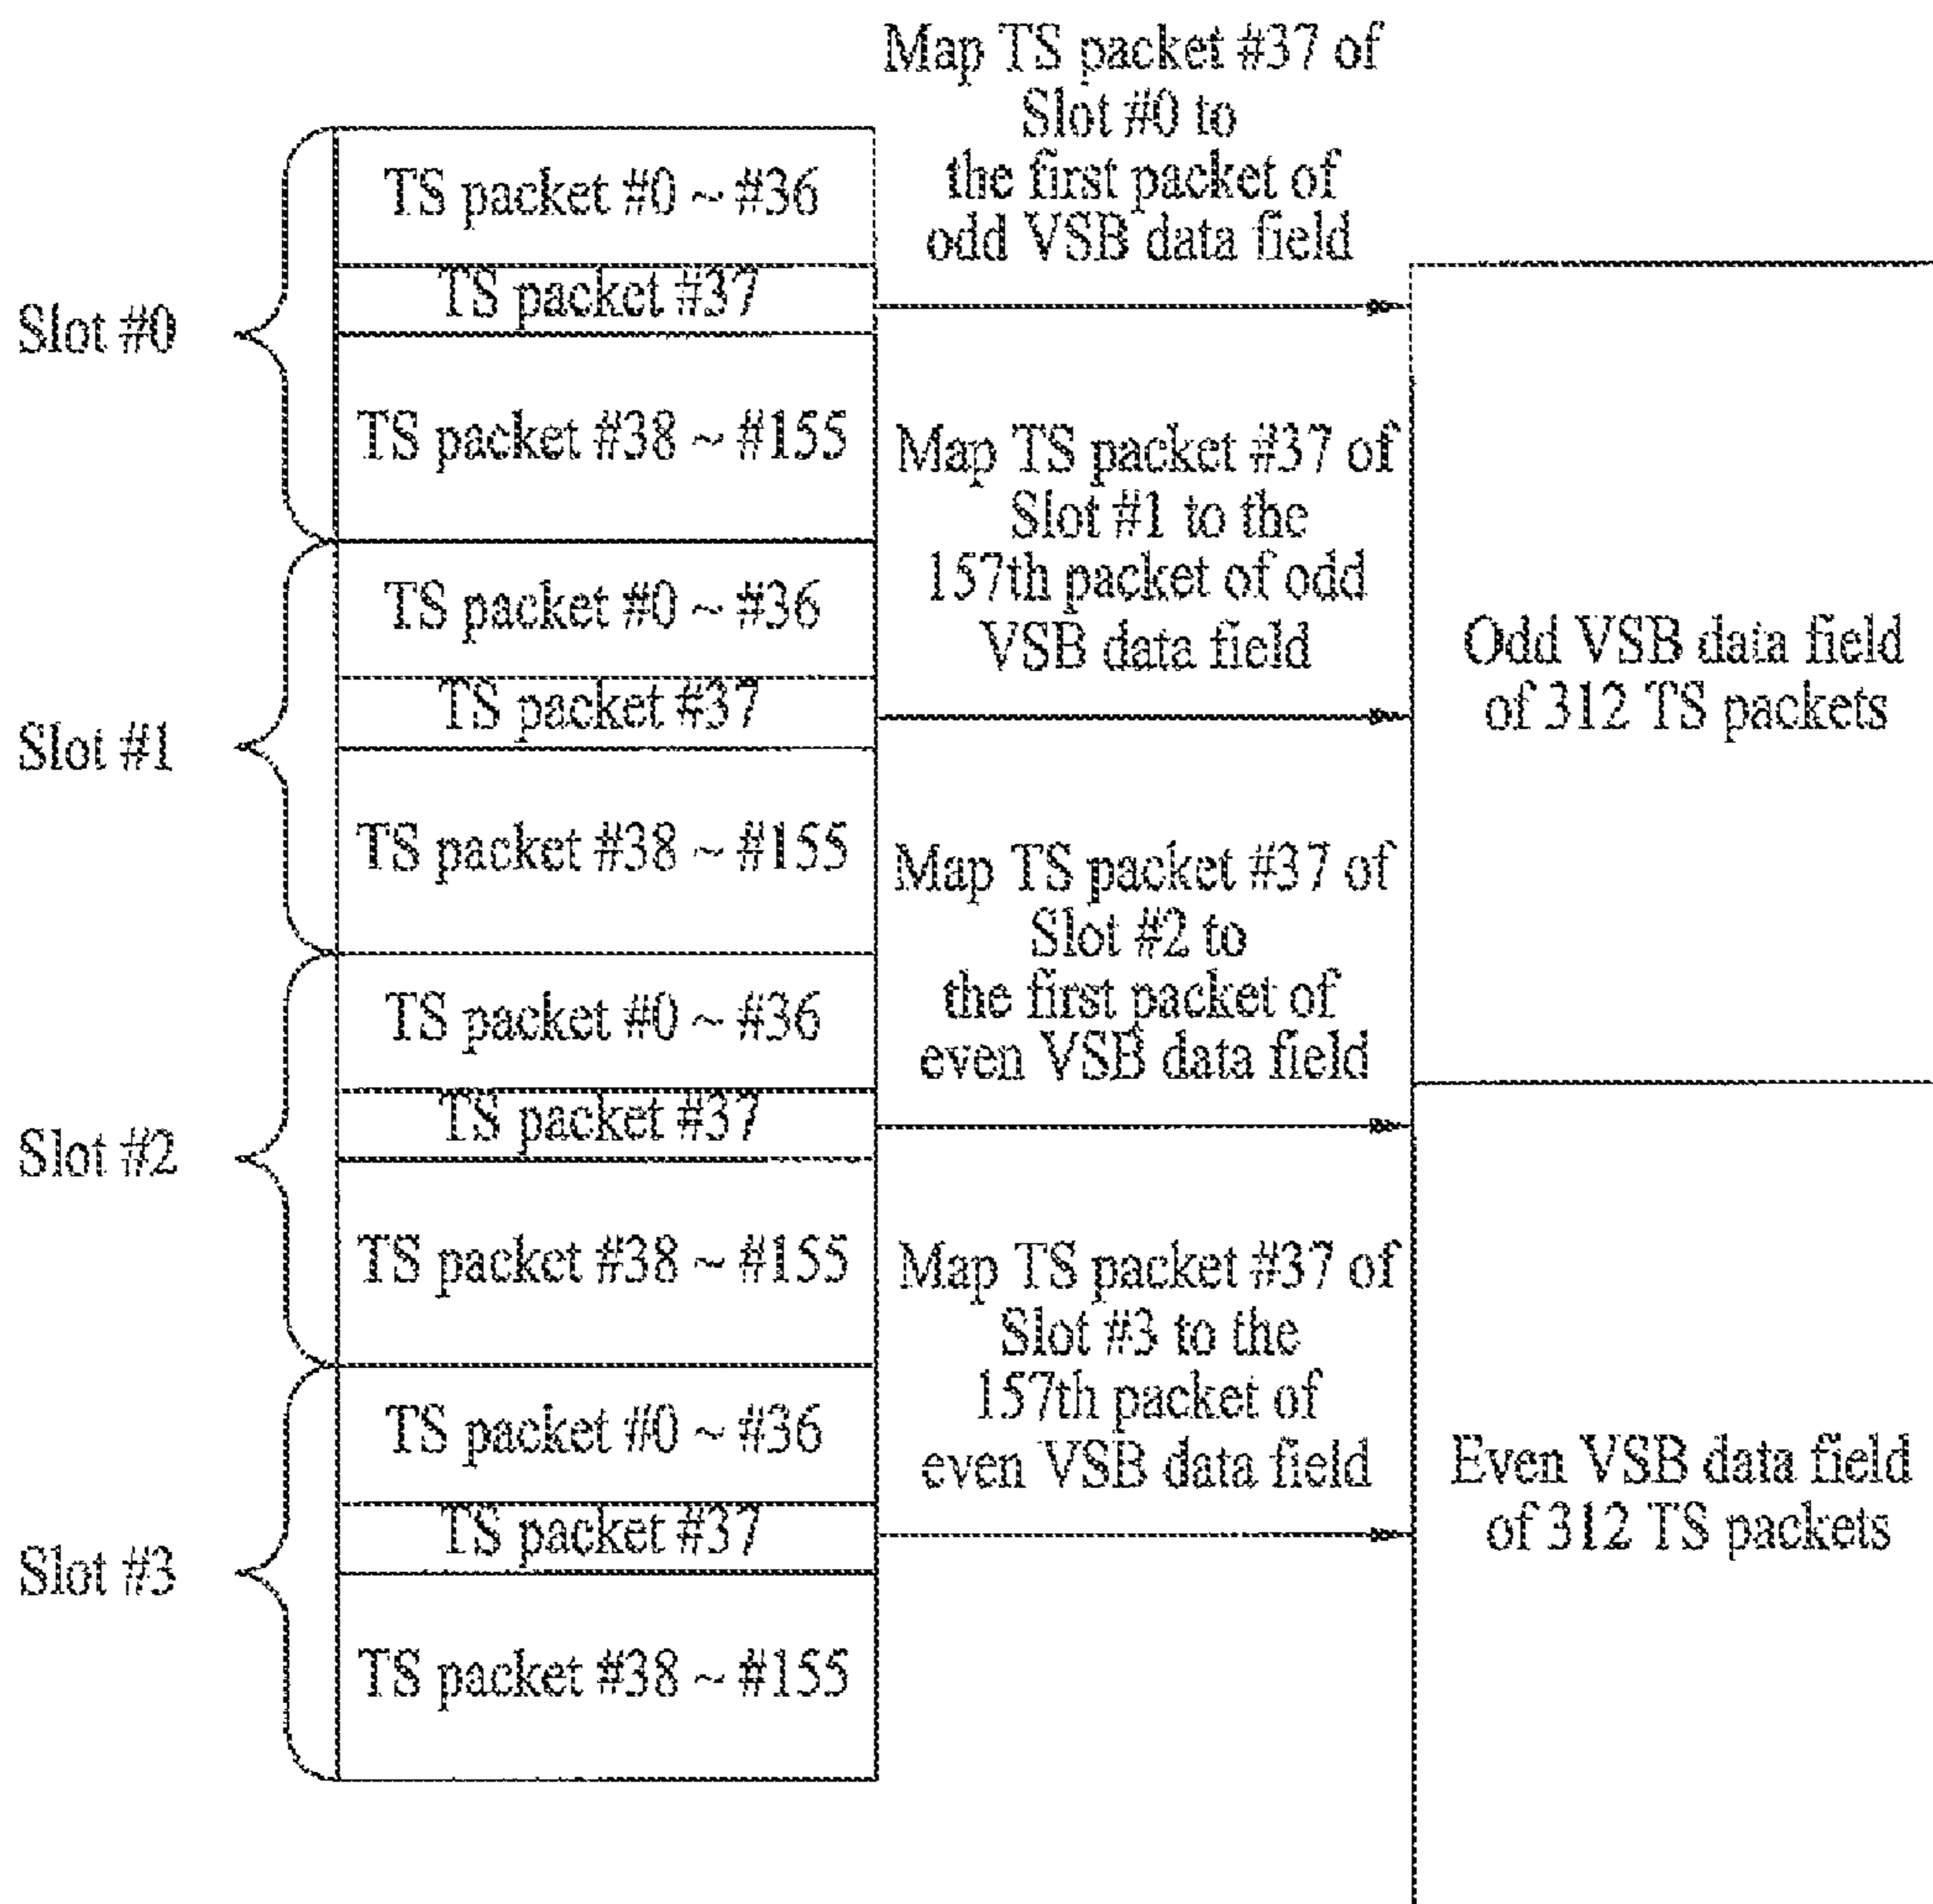 Map TS packet #37 of
Slot #0 to
the first packet of
odd VSB data field
Slot #0
TS packet #0 ~ #36
TS packet #37
TS packet #38 ~ #155
Map TS packet #37 of
Slot #1 to the
157th packet of odd
VSB data field
Slot #1
TS packet #0 ~ #36
TS packet #37
TS packet #38 ~ #155
Odd VSB data field
of 312 TS packets
Map TS packet #37 of
Slot #2 to
the first packet of
even VSB data field
Slot #2
TS packet #0 ~ #36
TS packet #37
TS packet #38 ~ #155
Map TS packet #37 of
Slot #3 to the
157th packet of
even VSB data field
Slot #3
TS packet #0 ~ #36
TS packet #37
TS packet #38 ~ #155
Even VSB data field
of 312 TS packets